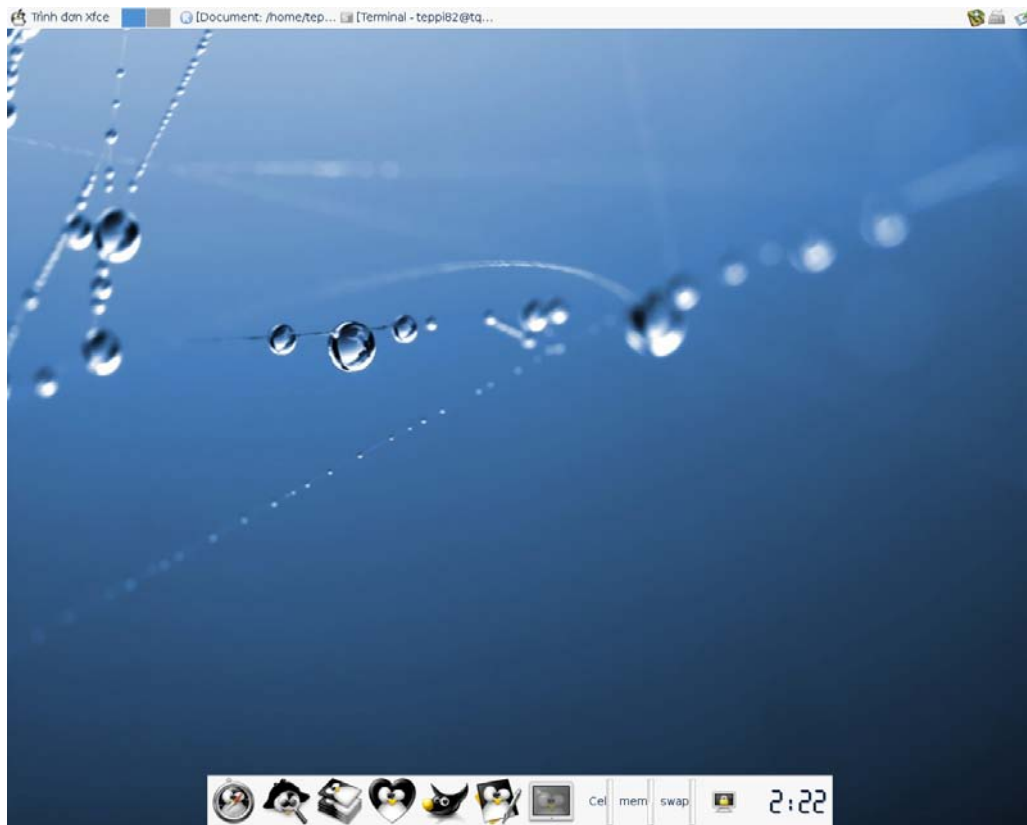 Trình đơn Xfce [Document: /home/tep... [Terminal - teppi82@tq...
Cel mem swap 2:22